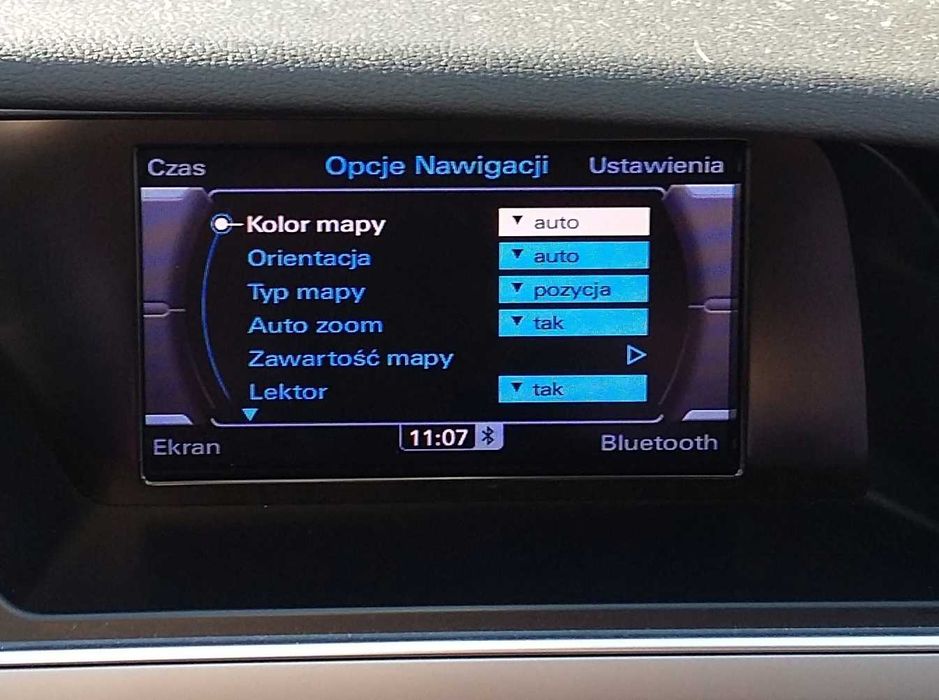 Czas Opcje Nawigacji Ustawienia
Kolor mapy auto
Orientacja auto
Typ mapy pozycja
Auto zoom tak
Zawartość mapy
Lektor tak
Ekran 11:07 Bluetooth